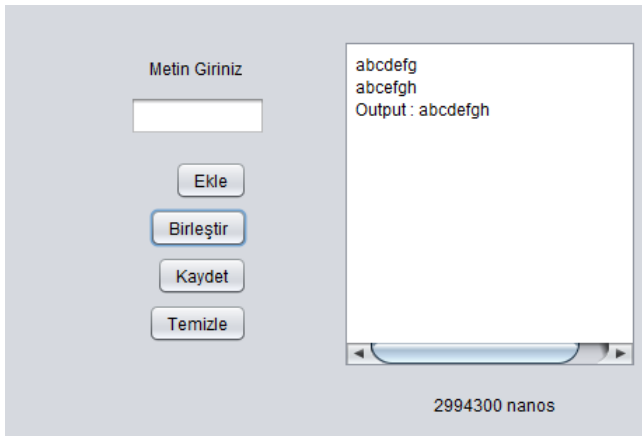 Metin Giriniz
Ekle
Birleştir
Kaydet
Temizle
abcdefg
abcefgh
Output : abcdefgh
2994300 nanos